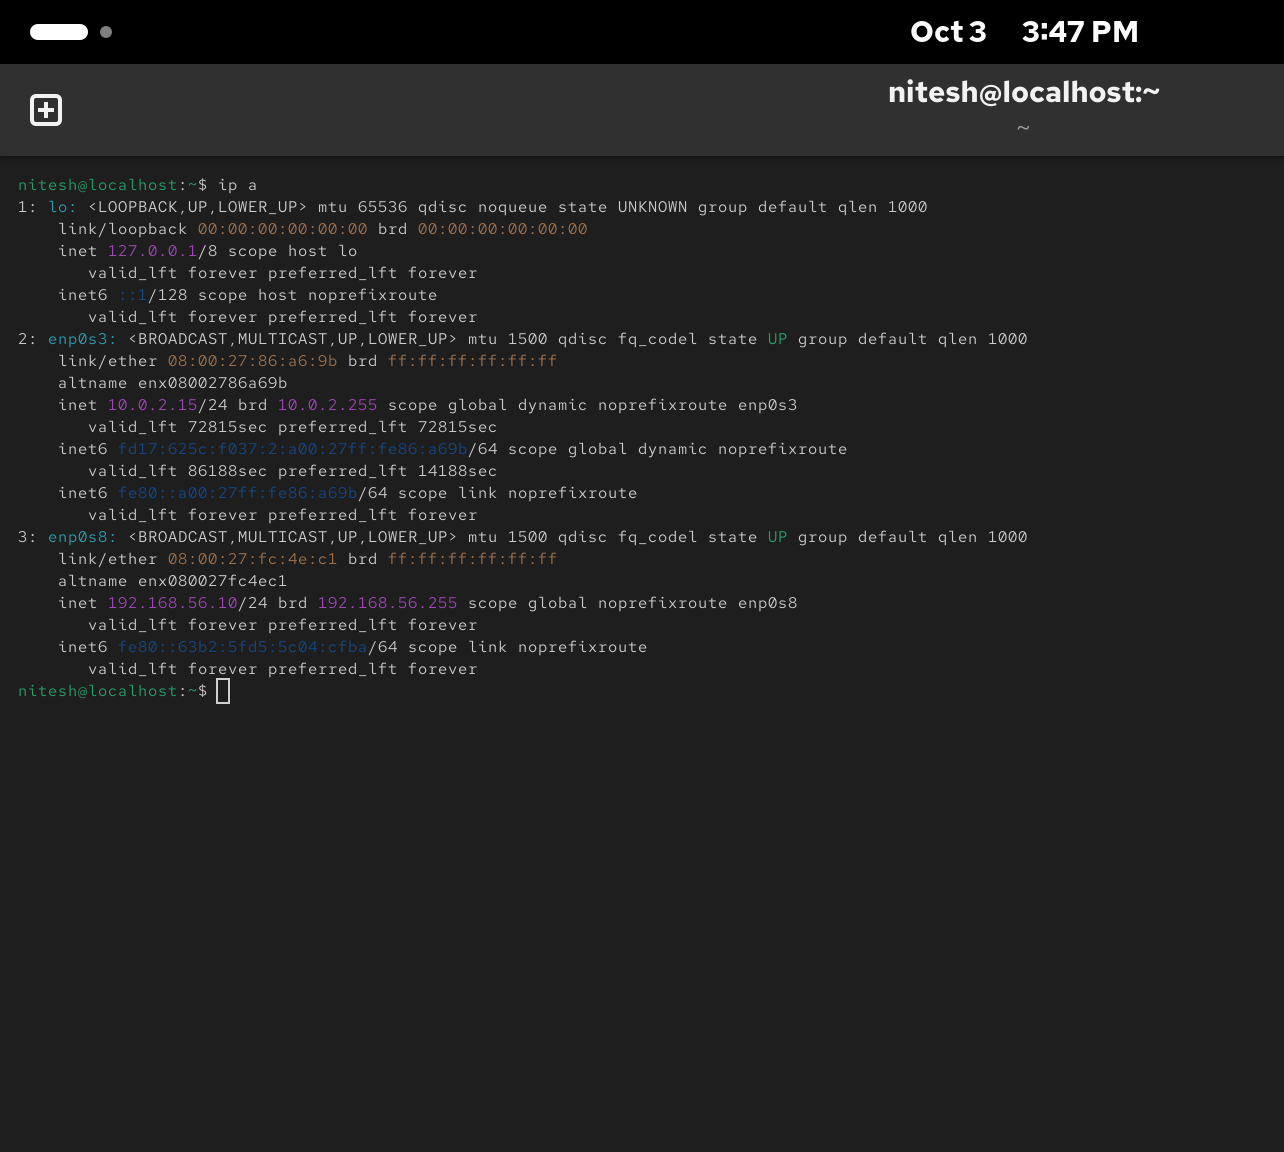 Oct 3 3:47 PM
nitesh@localhost:~
~
nitesh@localhost:~$ ip a
1: lo: <LOOPBACK,UP,LOWER_UP> mtu 65536 qdisc noqueue state UNKNOWN group default qlen 1000
    link/loopback 00:00:00:00:00:00 brd 00:00:00:00:00:00
    inet 127.0.0.1/8 scope host lo
       valid_lft forever preferred_lft forever
    inet6 ::1/128 scope host noprefixroute
       valid_lft forever preferred_lft forever
2: enp0s3: <BROADCAST,MULTICAST,UP,LOWER_UP> mtu 1500 qdisc fq_codel state UP group default qlen 1000
    link/ether 08:00:27:86:a6:9b brd ff:ff:ff:ff:ff:ff
    altname enx08002786a69b
    inet 10.0.2.15/24 brd 10.0.2.255 scope global dynamic noprefixroute enp0s3
       valid_lft 72815sec preferred_lft 72815sec
    inet6 fd17:625c:f037:2:a00:27ff:fe86:a69b/64 scope global dynamic noprefixroute
       valid_lft 86188sec preferred_lft 14188sec
    inet6 fe80::a00:27ff:fe86:a69b/64 scope link noprefixroute
       valid_lft forever preferred_lft forever
3: enp0s8: <BROADCAST,MULTICAST,UP,LOWER_UP> mtu 1500 qdisc fq_codel state UP group default qlen 1000
    link/ether 08:00:27:fc:4e:c1 brd ff:ff:ff:ff:ff:ff
    altname enx080027fc4ec1
    inet 192.168.56.10/24 brd 192.168.56.255 scope global noprefixroute enp0s8
       valid_lft forever preferred_lft forever
    inet6 fe80::63b2:5fd5:5c04:cfba/64 scope link noprefixroute
       valid_lft forever preferred_lft forever
nitesh@localhost:~$